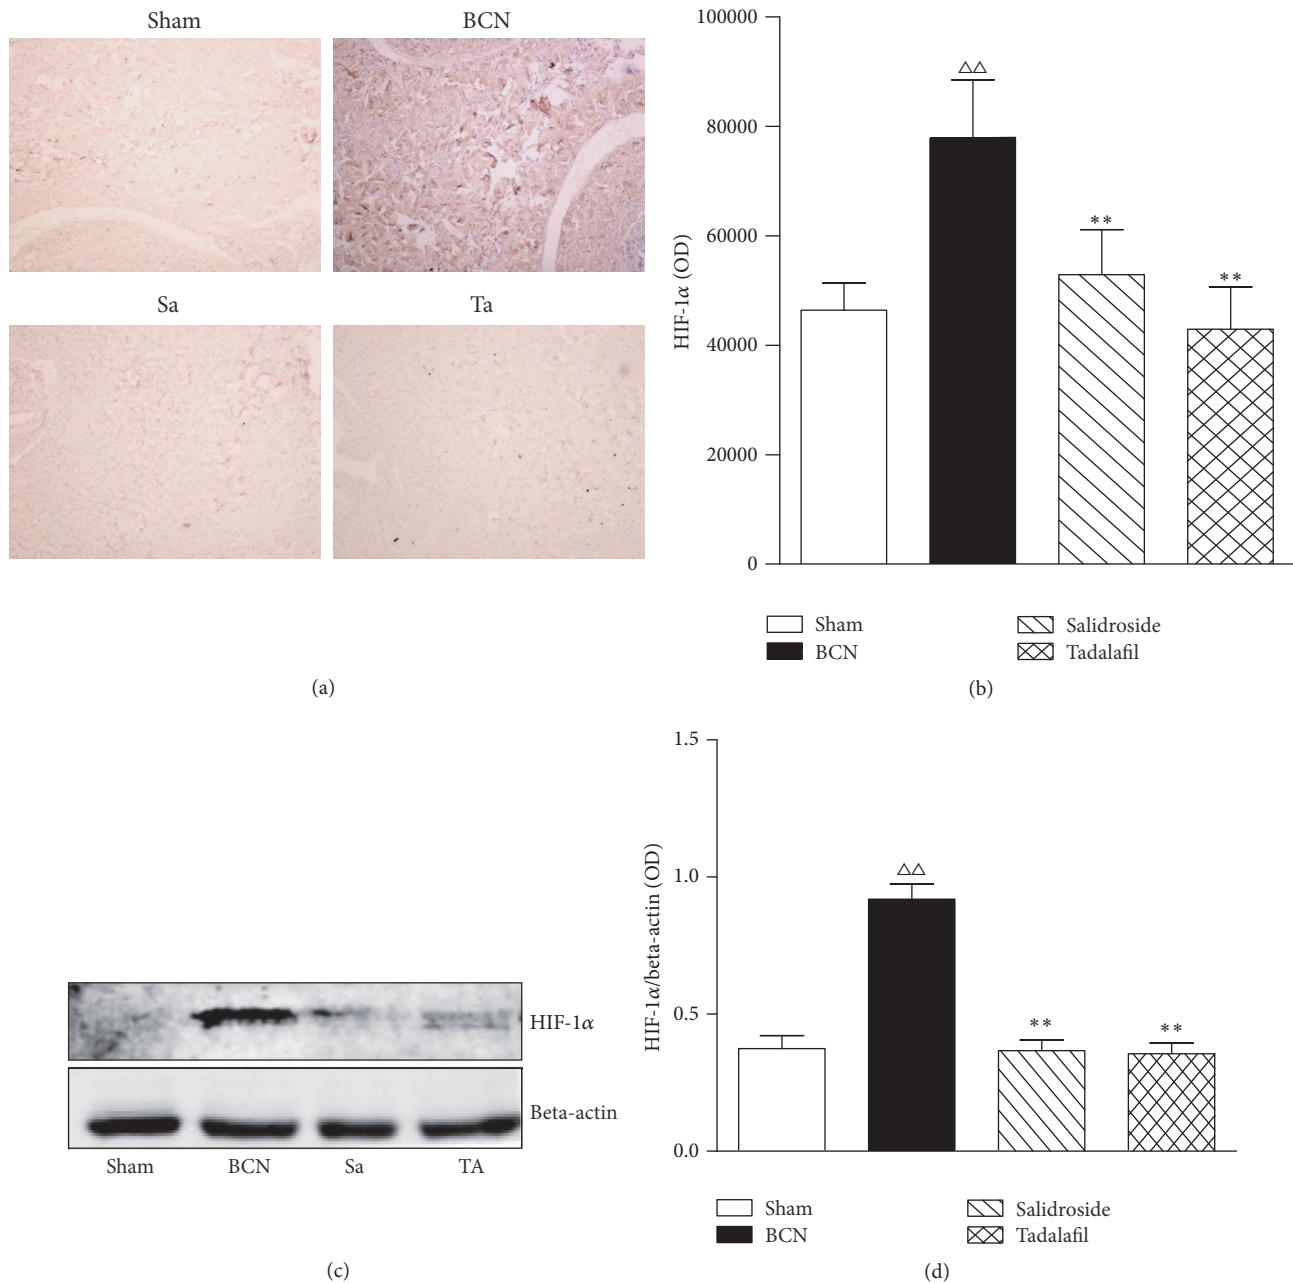 Sham
BCN
Sa
Ta
(a)
100000
80000
60000
40000
20000
0
HIF-1α (OD)
△△
**
**
Sham
BCN
Salidroside
Tadalafil
(b)
HIF-1α
Beta-actin
Sham
BCN
Sa
TA
(c)
1.5
1.0
0.5
0.0
HIF-1α/beta-actin (OD)
△△
**
**
Sham
BCN
Salidroside
Tadalafil
(d)